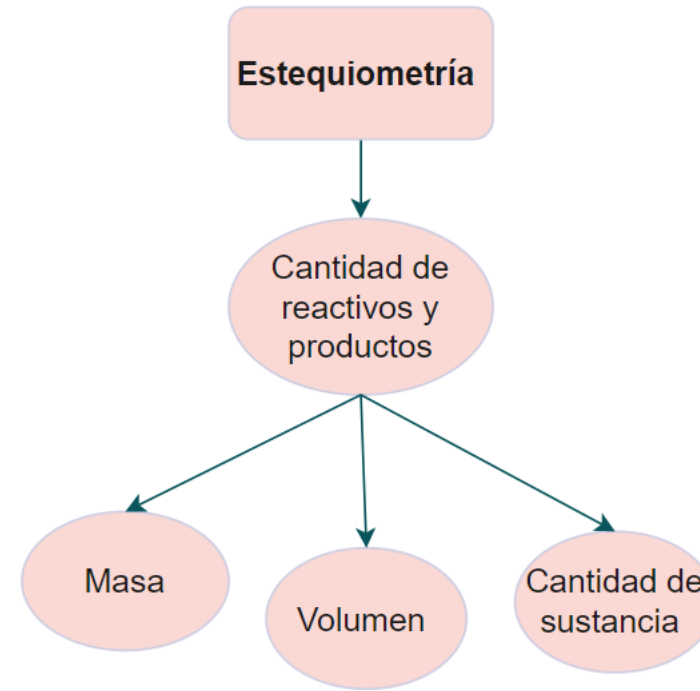 Estequiometría
Cantidad de
reactivos y
productos
Masa
Volumen
Cantidad de
sustancia